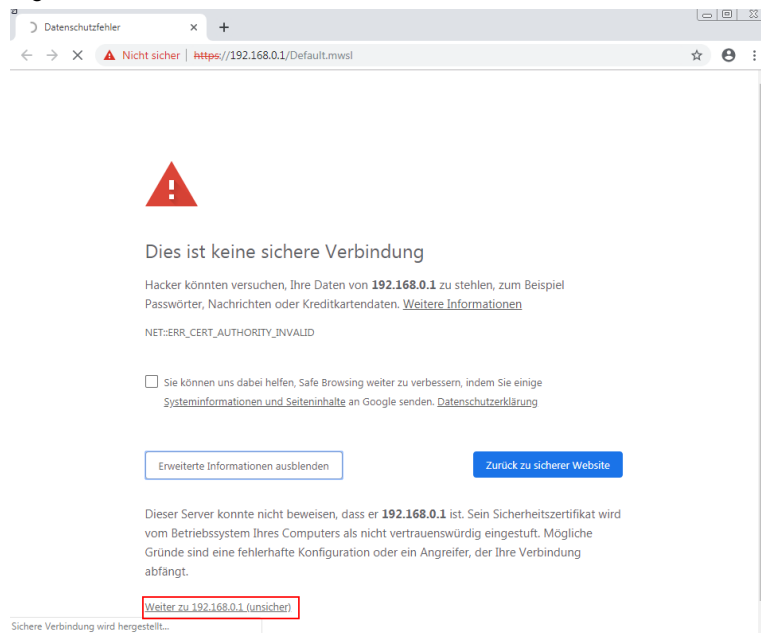 Datenschutzfehler
Nicht sicher | https://192.168.0.1/Default.mwsl
Dies ist keine sichere Verbindung
Hacker könnten versuchen, Ihre Daten von 192.168.0.1 zu stehlen, zum Beispiel
Passwörter, Nachrichten oder Kreditkartendaten. Weitere Informationen
NET::ERR_CERT_AUTHORITY_INVALID
Sie können uns dabei helfen, Safe Browsing weiter zu verbessern, indem Sie einige
Systeminformationen und Seiteninhalte an Google senden. Datenschutzerklärung
Erweiterte Informationen ausblenden
Zurück zu sicherer Website
Dieser Server konnte nicht beweisen, dass er 192.168.0.1 ist. Sein Sicherheitszertifikat wird
vom Betriebssystem Ihres Computers als nicht vertrauenswürdig eingestuft. Mögliche
Gründe sind eine fehlerhafte Konfiguration oder ein Angreifer, der Ihre Verbindung
abfängt.
Weiter zu 192.168.0.1 (unsicher)
Sichere Verbindung wird hergestellt...